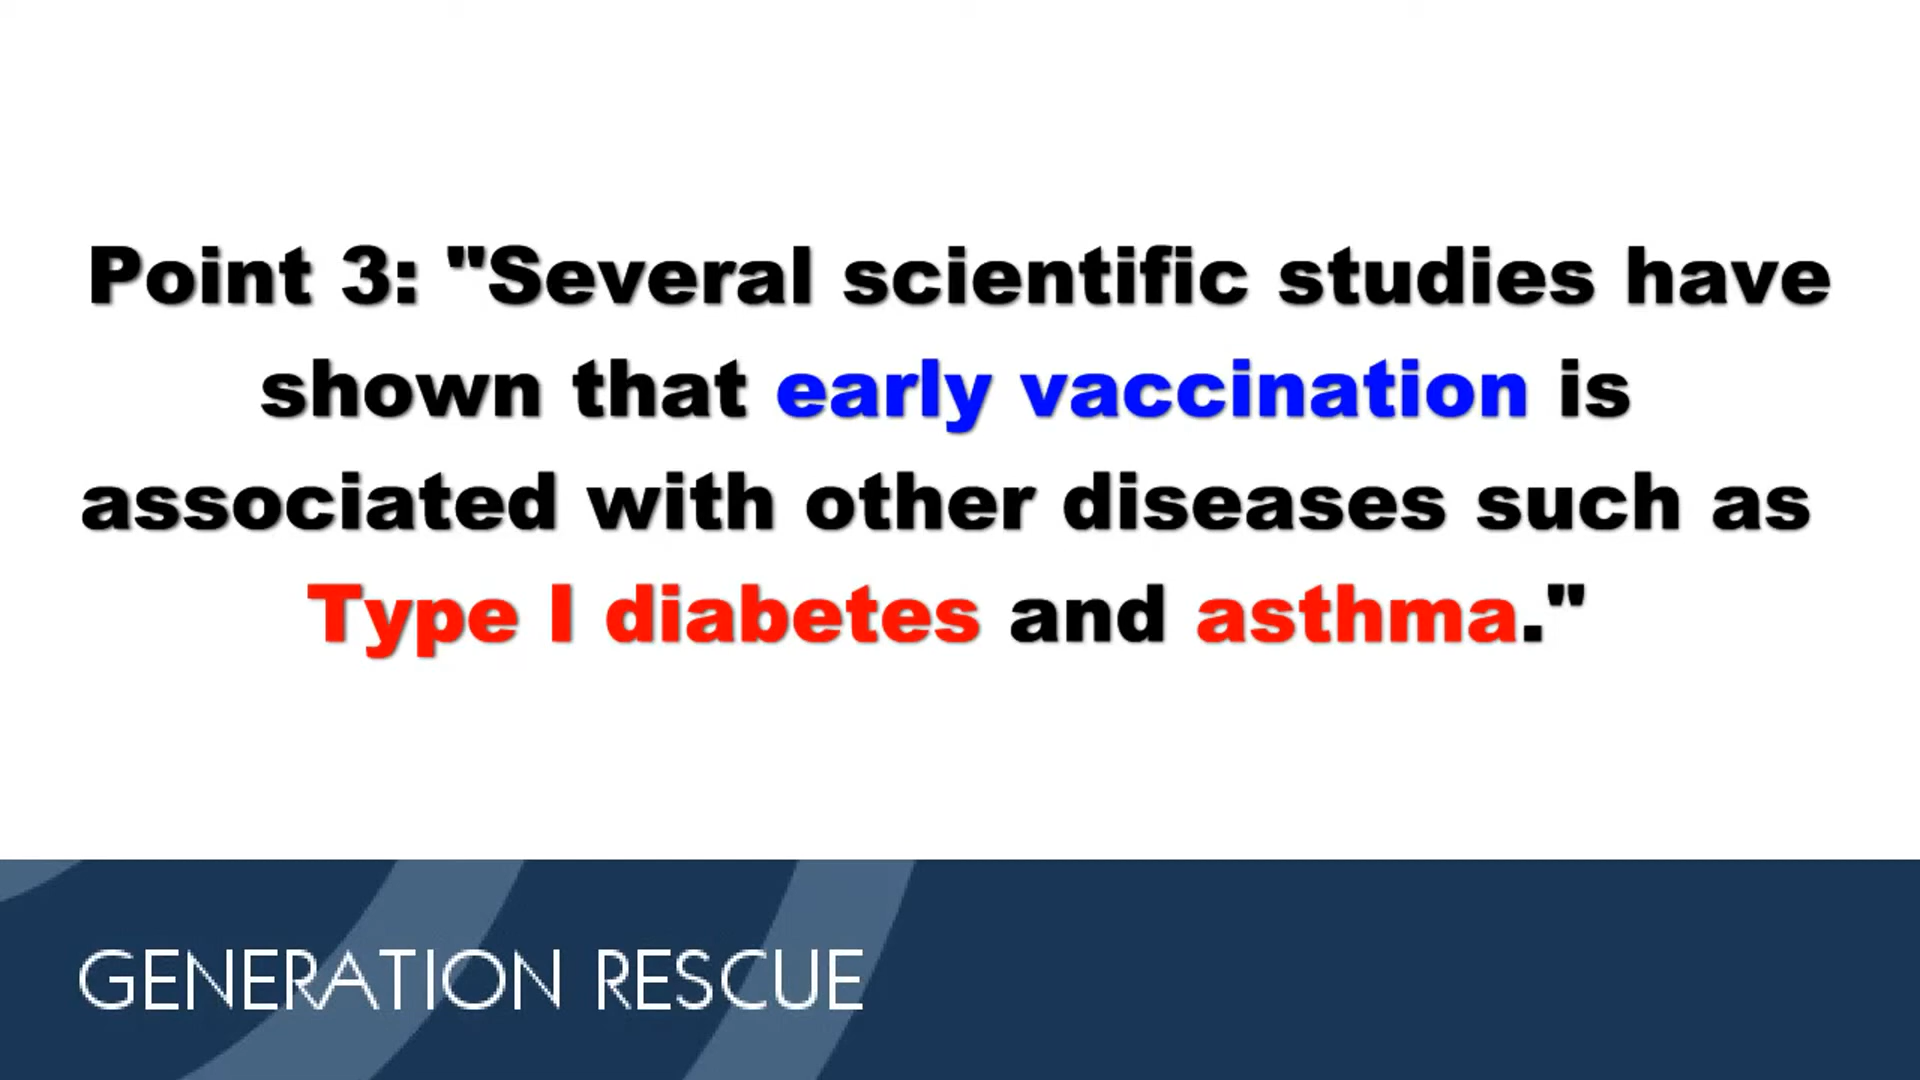 Point 3: "Several scientific studies have
shown that early vaccination is
associated with other diseases such as
Type I diabetes and asthma."
GENERATION RESCUE